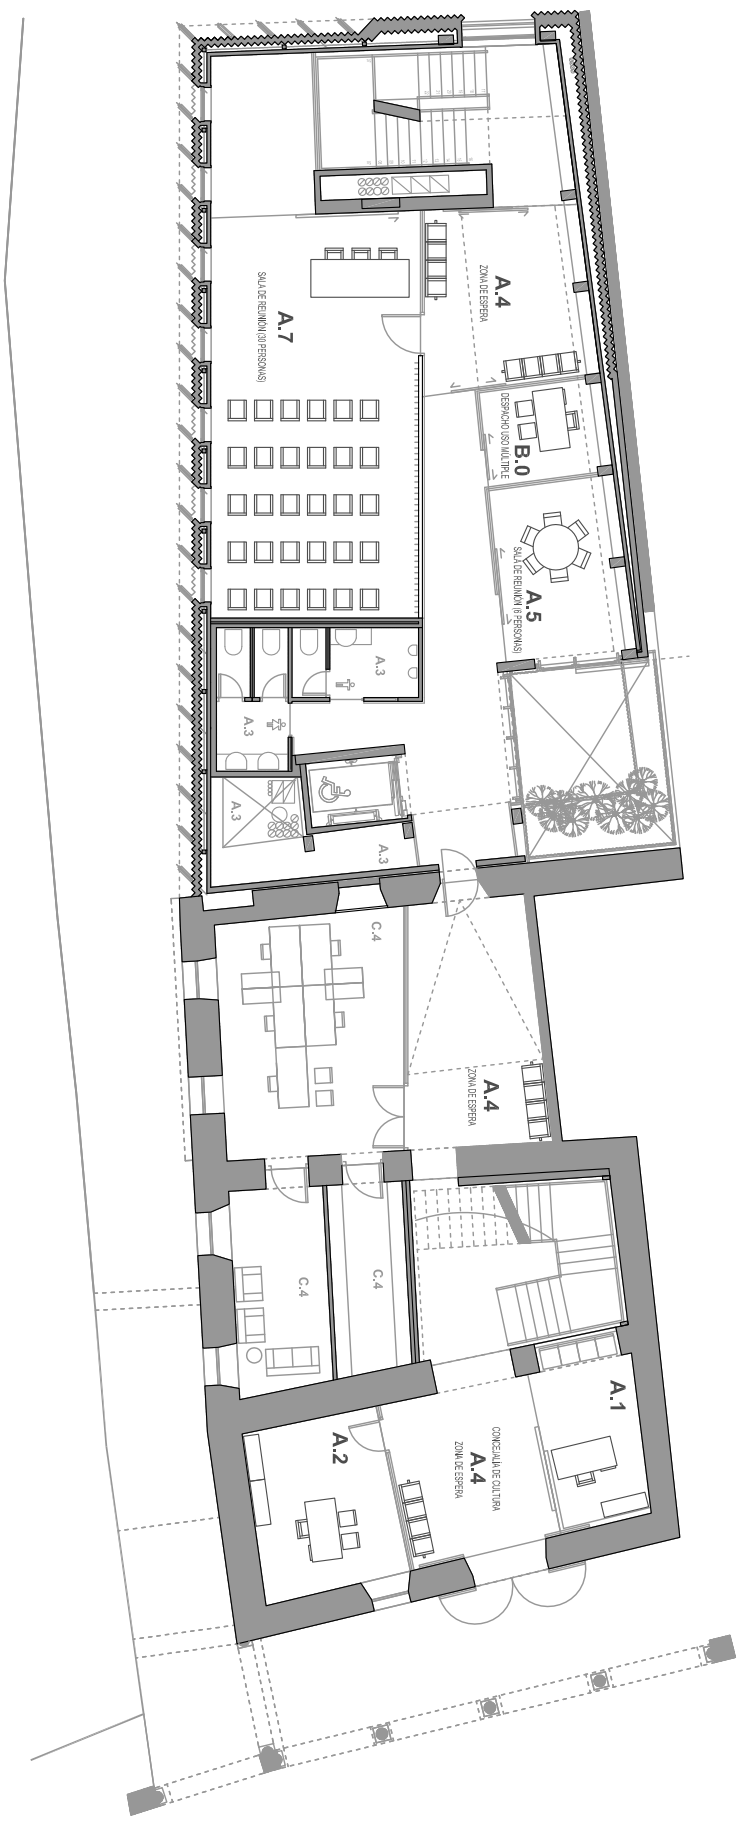 A.7
SALA DE REUNIÓN (30 PERSONAS)
A.4
ZONA DE ESPERA
B.0
DESPACHO USO MÚLTIPLE
A.5
SALA DE REUNIÓN (6 PERSONAS)
A.3
A.3
A.3
A.3
C.4
A.4
ZONA DE ESPERA
C.4
C.4
A.1
CONCEJALÍA DE CULTURA
A.4
ZONA DE ESPERA
A.2